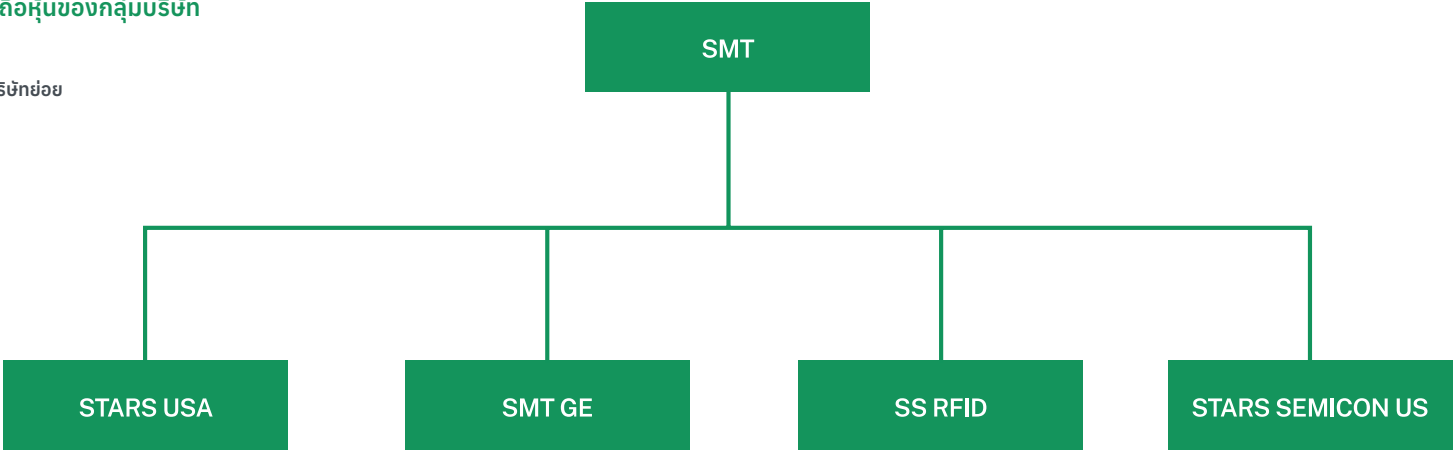 ถือหุ้นของกลุ่มบริษัท
ริษัทย่อย
SMT
STARS USA
SMT GE
SS RFID
STARS SEMICON US